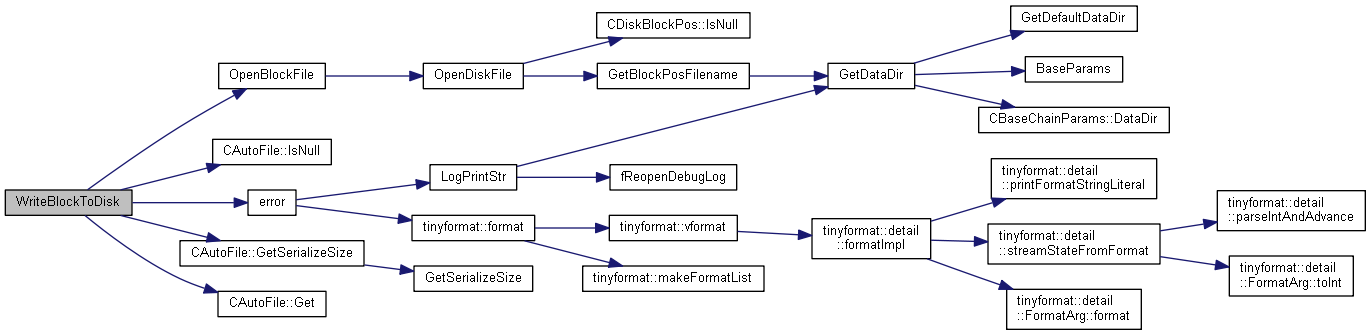 WriteBlockToDisk
OpenBlockFile
CAutoFile::IsNull
error
CAutoFile::GetSerializeSize
CAutoFile::Get
OpenDiskFile
LogPrintStr
tinyformat::format
GetSerializeSize
CDiskBlockPos::IsNull
GetBlockPosFilename
fReopenDebugLog
tinyformat::vformat
tinyformat::makeFormatList
GetDataDir
tinyformat::detail
::formatImpl
GetDefaultDataDir
BaseParams
CBaseChainParams::DataDir
tinyformat::detail
::printFormatStringLiteral
tinyformat::detail
::streamStateFromFormat
tinyformat::detail
::FormatArg::format
tinyformat::detail
::parseIntAndAdvance
tinyformat::detail
::FormatArg::toInt